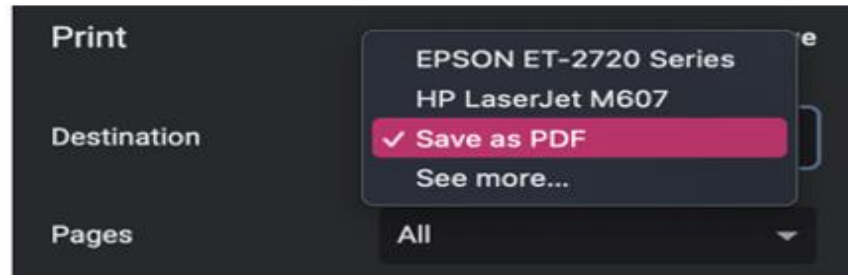 Print
e
EPSON ET-2720 Series
HP LaserJet M607
Destination
✓ Save as PDF
See more...
Pages
All